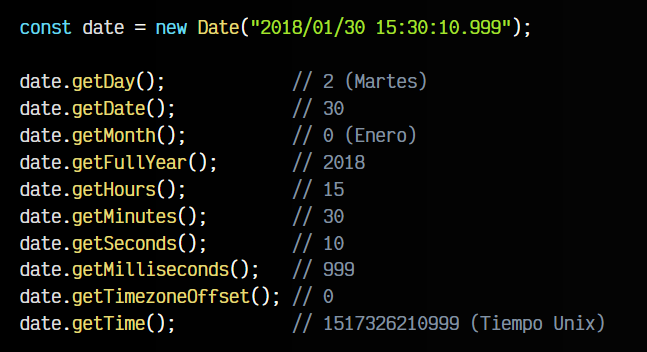 const date = new Date("2018/01/30 15:30:10.999");
date.getDay(); // 2 (Martes)
date.getDate(); // 30
date.getMonth(); // 0 (Enero)
date.getFullYear(); // 2018
date.getHours(); // 15
date.getMinutes(); // 30
date.getSeconds(); // 10
date.getMilliseconds(); // 999
date.getTimezoneOffset(); // 0
date.getTime(); // 1517326210999 (Tiempo Unix)